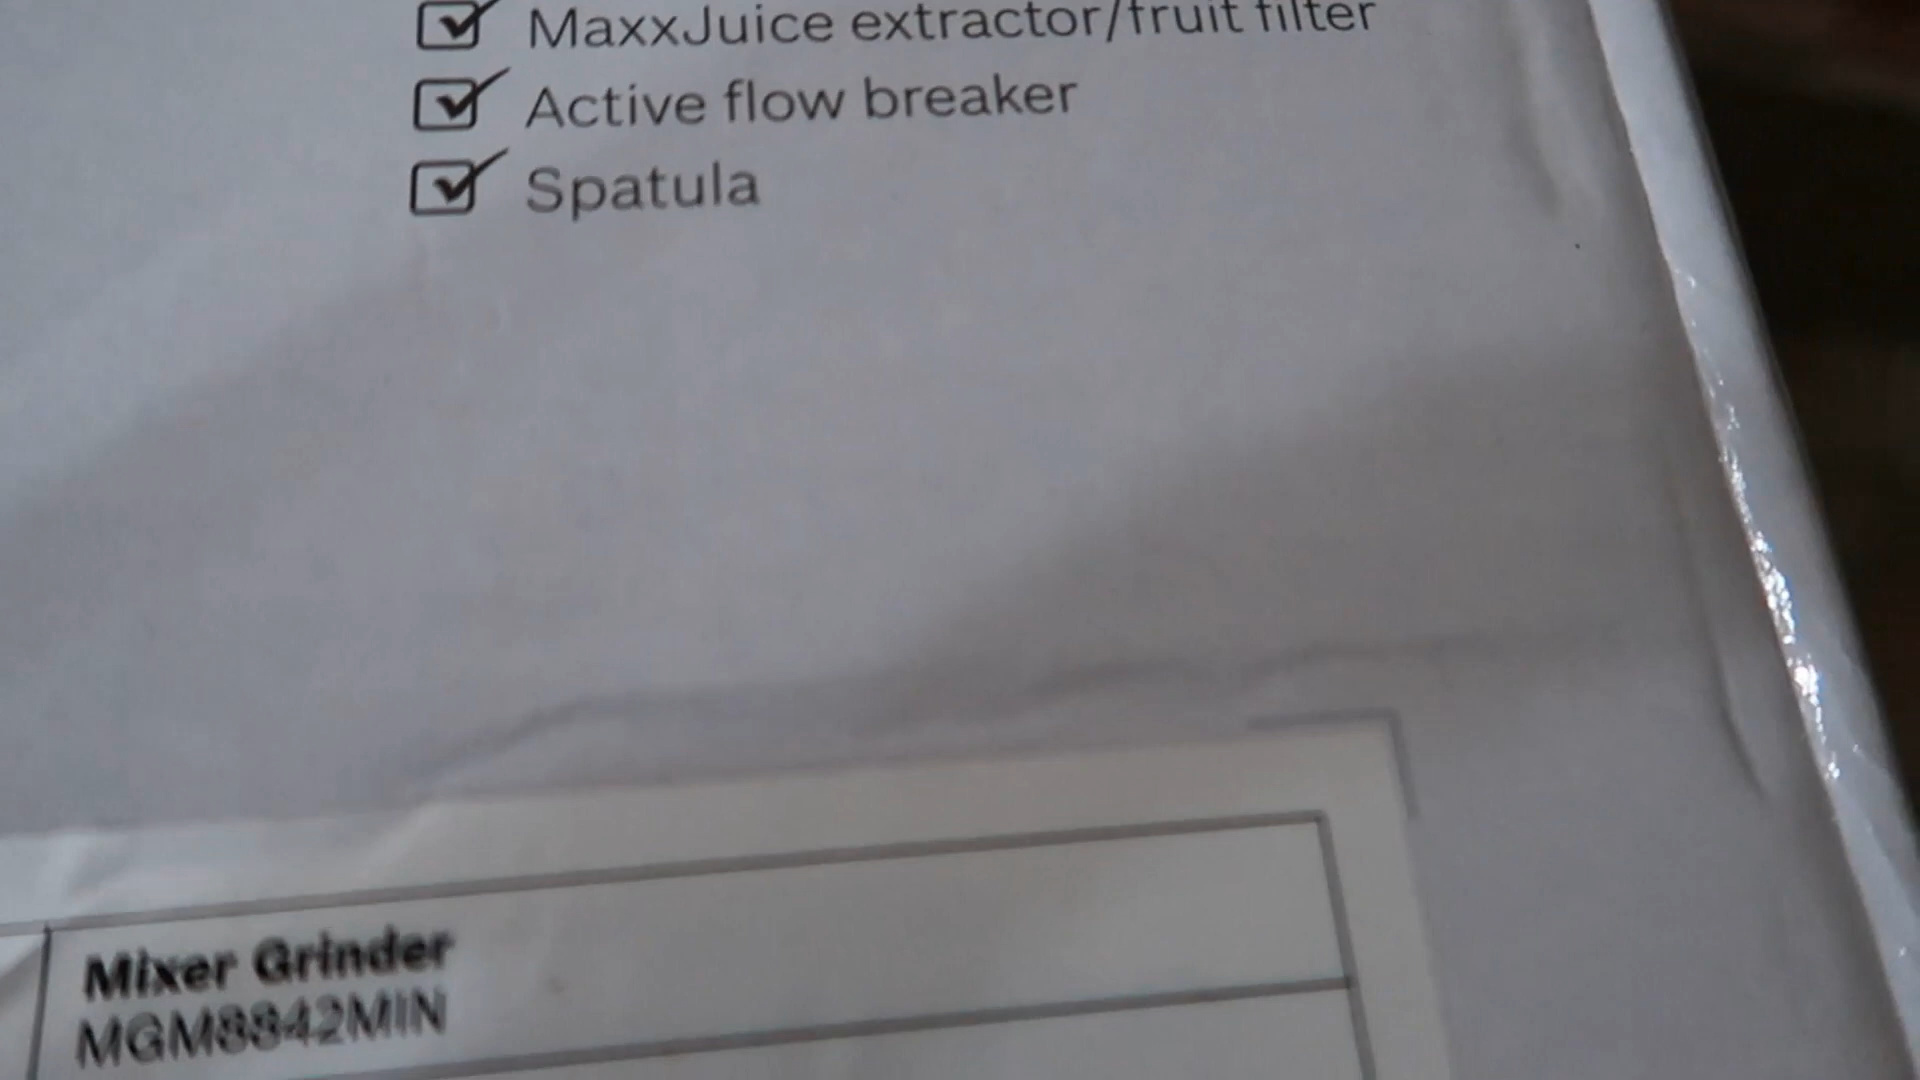 MaxxJuice extractor/fruit filter
Active flow breaker
Spatula
Mixer Grinder
MGM8842MIN